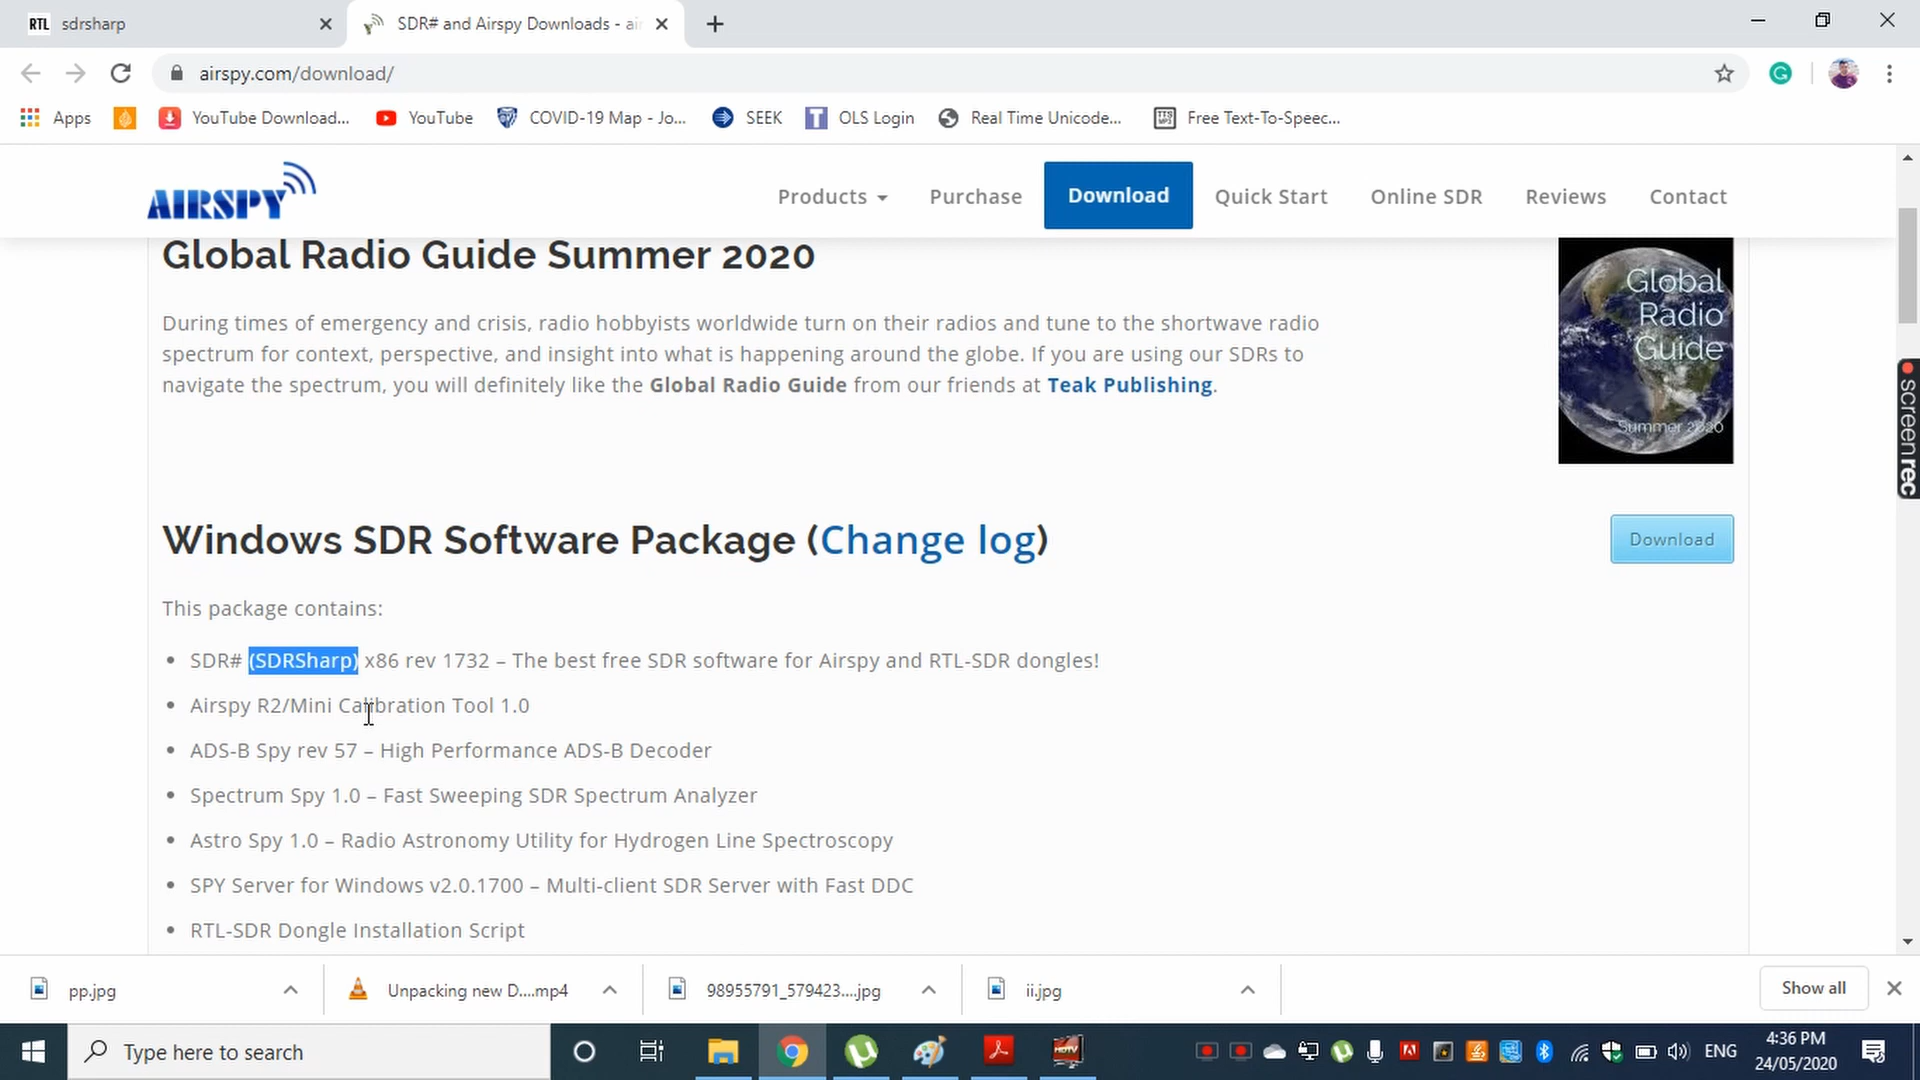 RTL sdrsharp
SDR# and Airspy Downloads - air
airspy.com/download/
Apps
YouTube Download...
YouTube
COVID-19 Map - Jo...
SEEK
OLS Login
Real Time Unicode...
Free Text-To-Speec...
AIRSPY
Products
Purchase
Download
Quick Start
Online SDR
Reviews
Contact
Global Radio Guide Summer 2020
During times of emergency and crisis, radio hobbyists worldwide turn on their radios and tune to the shortwave radio
spectrum for context, perspective, and insight into what is happening around the globe. If you are using our SDRs to
navigate the spectrum, you will definitely like the Global Radio Guide from our friends at Teak Publishing.
Global
Radio
Guide
Summer 2020
screenrec
Windows SDR Software Package (Change log)
Download
This package contains:
• SDR# (SDRSharp) x86 rev 1732 – The best free SDR software for Airspy and RTL-SDR dongles!
• Airspy R2/Mini Calibration Tool 1.0
• ADS-B Spy rev 57 – High Performance ADS-B Decoder
• Spectrum Spy 1.0 – Fast Sweeping SDR Spectrum Analyzer
• Astro Spy 1.0 – Radio Astronomy Utility for Hydrogen Line Spectroscopy
• SPY Server for Windows v2.0.1700 – Multi-client SDR Server with Fast DDC
• RTL-SDR Dongle Installation Script
pp.jpg
Unpacking new D....mp4
98955791_579423....jpg
ii.jpg
Show all
Type here to search
HDTV
ENG
4:36 PM
24/05/2020